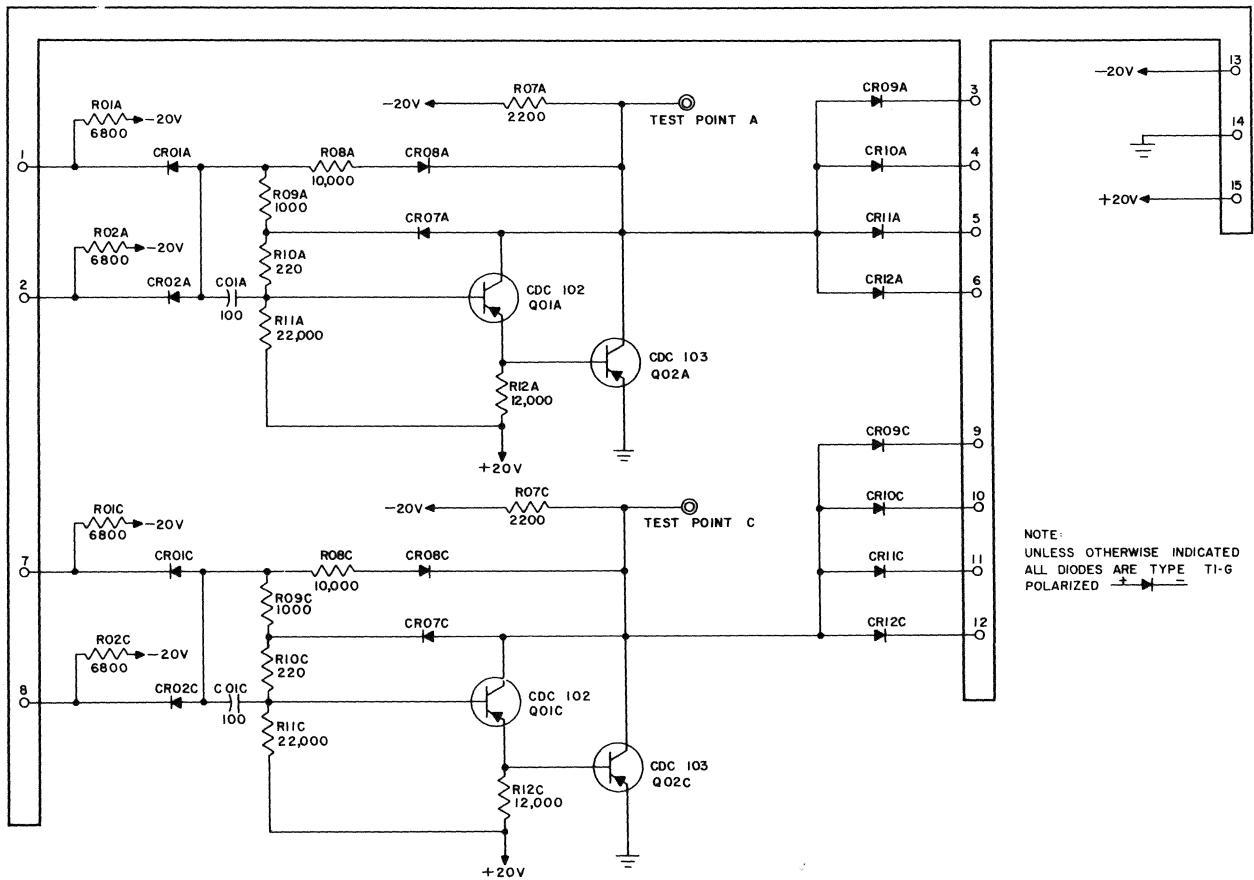 R01A
-20V
6800
CR01A
1
R02A
-20V
6800
CR02A
2
C01A
100
R08A
10,000
CR08A
R09A
1000
CR07A
R10A
220
R11A
22,000
-20V
R07A
2200
TEST POINT A
CDC 102
Q01A
CDC 103
Q02A
R12A
12,000
+20V
CR09A
3
CR10A
4
CR11A
5
CR12A
6
-20V
13
14
+20V
15
R01C
-20V
6800
CR01C
7
R02C
-20V
6800
CR02C
8
C01C
100
R08C
10,000
CR08C
R09C
1000
CR07C
R10C
220
R11C
22,000
-20V
R07C
2200
TEST POINT C
CDC 102
Q01C
CDC 103
Q02C
R12C
12,000
+20V
CR09C
9
CR10C
10
CR11C
11
CR12C
12
NOTE:
UNLESS OTHERWISE INDICATED
ALL DIODES ARE TYPE TI-G
POLARIZED + -